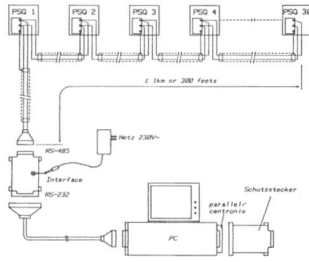 PSQ 1
PSQ 2
PSQ 3
PSQ 4
PSQ 30
1.1km or 300 feets
RS-485
Netz 230V~
Interface
RS-232
PC
parallel/
centronix
Schutzstecker